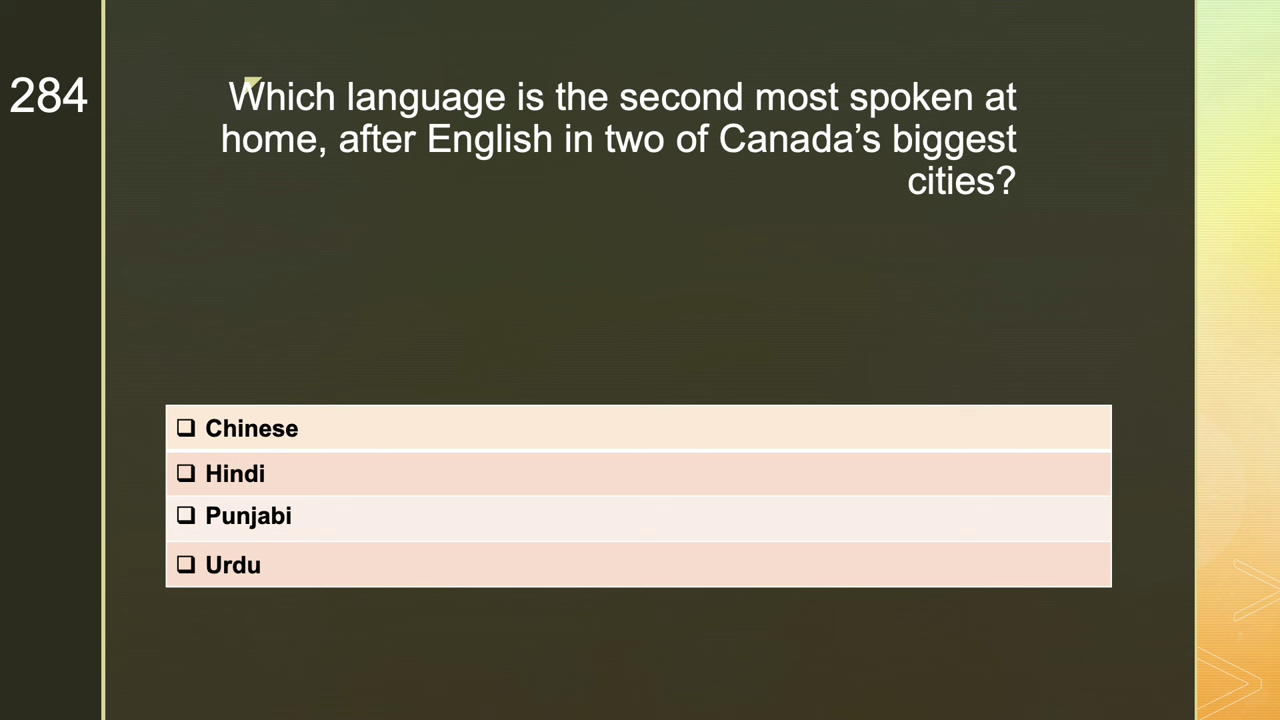 284
Which language is the second most spoken at
home, after English in two of Canada’s biggest
cities?
❑ Chinese
❑ Hindi
❑ Punjabi
❑ Urdu